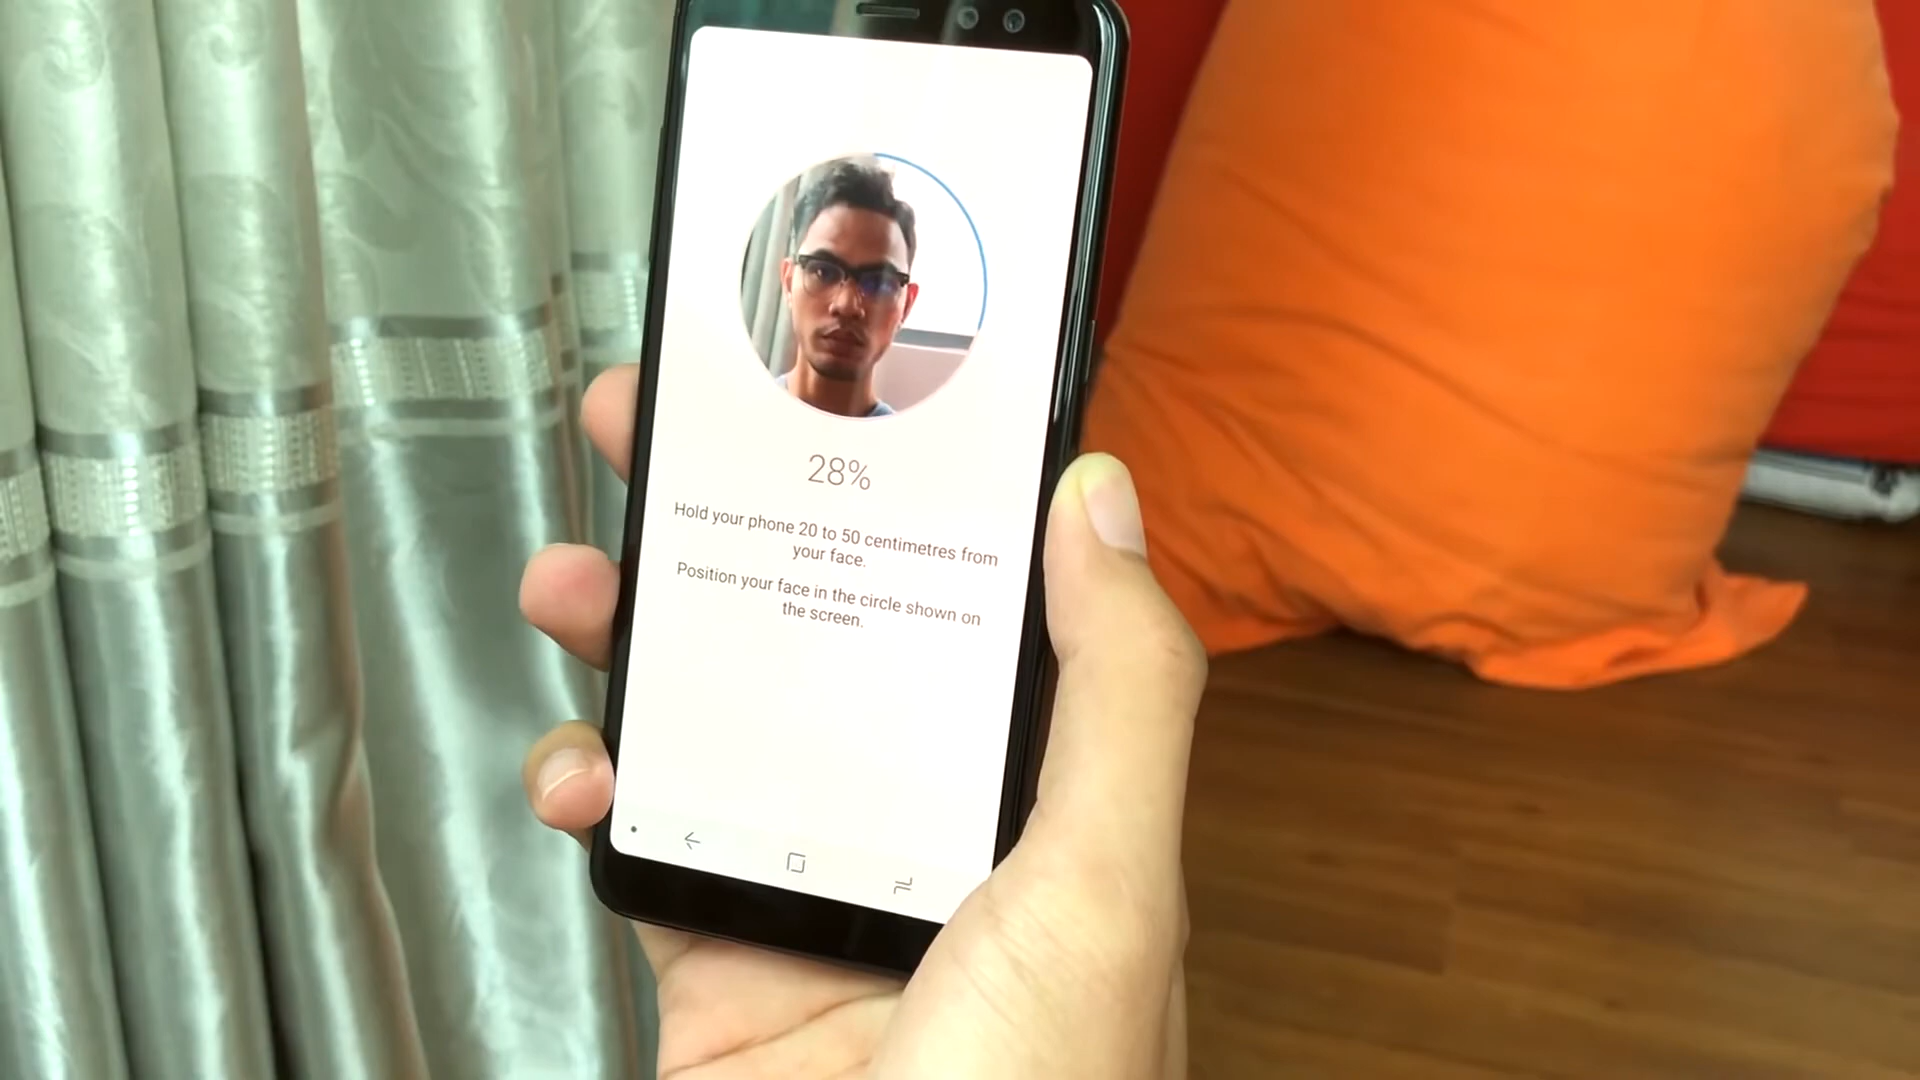 28%
Hold your phone 20 to 50 centimetres from
your face.
Position your face in the circle shown on
the screen.